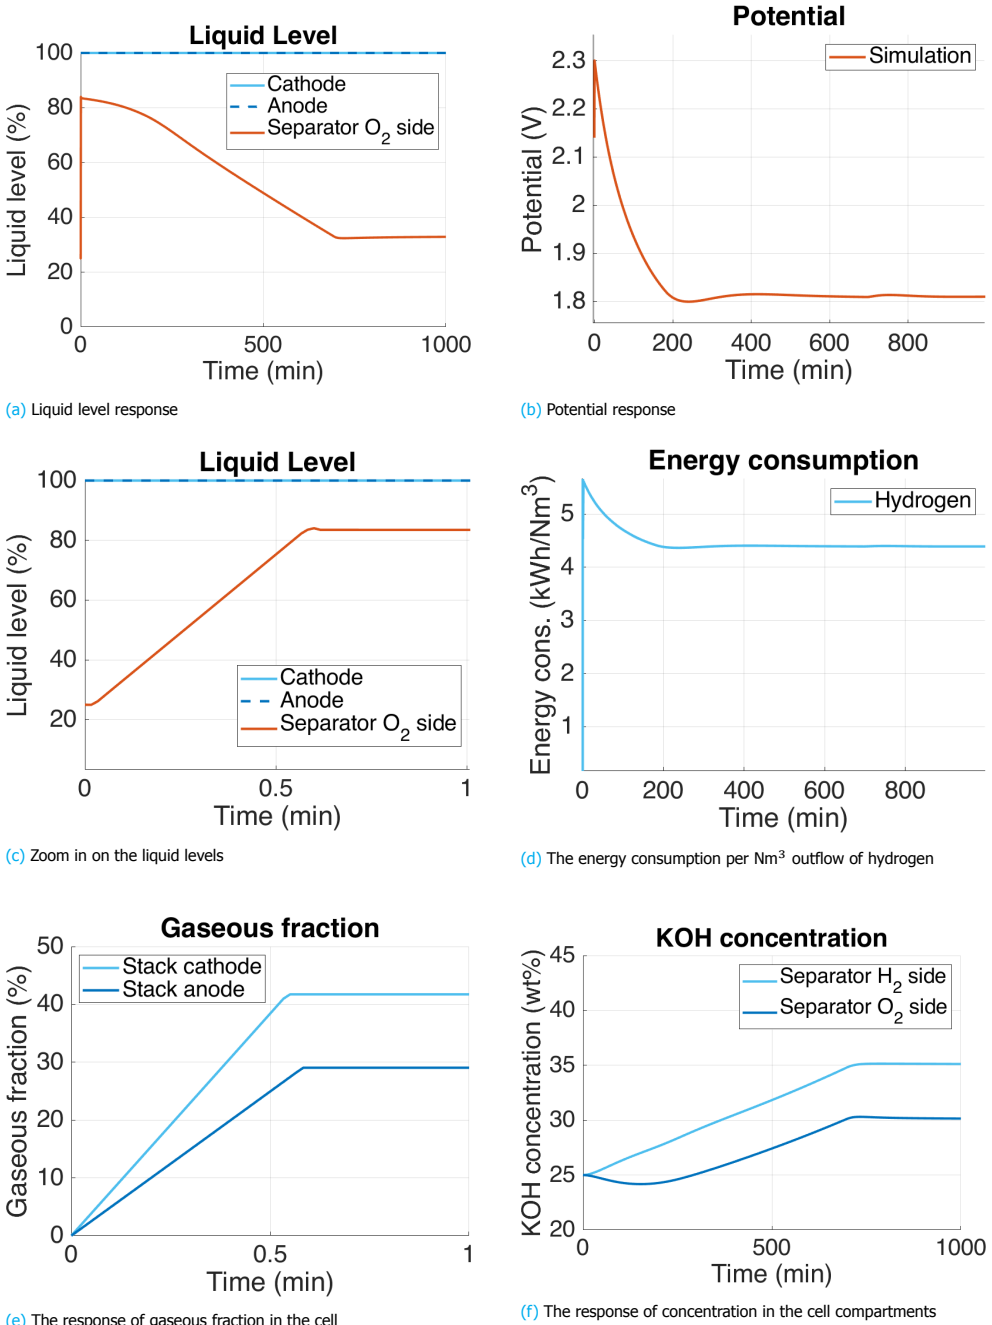 Liquid Level
Liquid level (%)
100
80
60
40
20
0
Cathode
Anode
Separator O2 side
0
500
1000
Time (min)
(a) Liquid level response
Potential
Potential (V)
2.3
2.2
2.1
2
1.9
1.8
Simulation
0
200
400
600
800
Time (min)
(b) Potential response
Liquid Level
Liquid level (%)
100
80
60
40
20
Cathode
Anode
Separator O2 side
0
0.5
1
Time (min)
(c) Zoom in on the liquid levels
Energy consumption
Energy cons. (kWh/Nm3)
5
4
3
2
1
Hydrogen
0
200
400
600
800
Time (min)
(d) The energy consumption per Nm3 outflow of hydrogen
Gaseous fraction
Gaseous fraction (%)
50
40
30
20
10
0
Stack cathode
Stack anode
0
0.5
1
Time (min)
(e) The response of gaseous fraction in the cell
KOH concentration
KOH concentration (wt%)
45
40
35
30
25
20
Separator H2 side
Separator O2 side
0
500
1000
Time (min)
(f) The response of concentration in the cell compartments